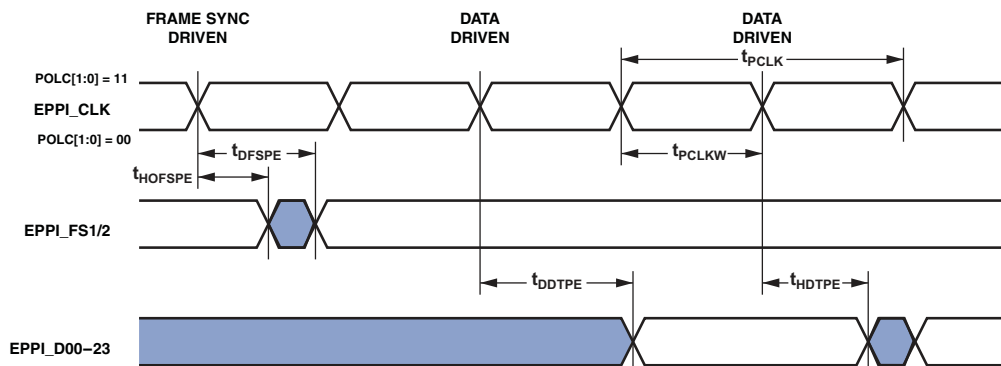 FRAME SYNC
DRIVEN
DATA
DRIVEN
DATA
DRIVEN
tPCLK
POLC[1:0] = 11
EPPI_CLK
POLC[1:0] = 00
tDFSPE
tPCLKW
tHOFSPE
EPPI_FS1/2
tDDTPE
tHDTPE
EPPI_D00–23